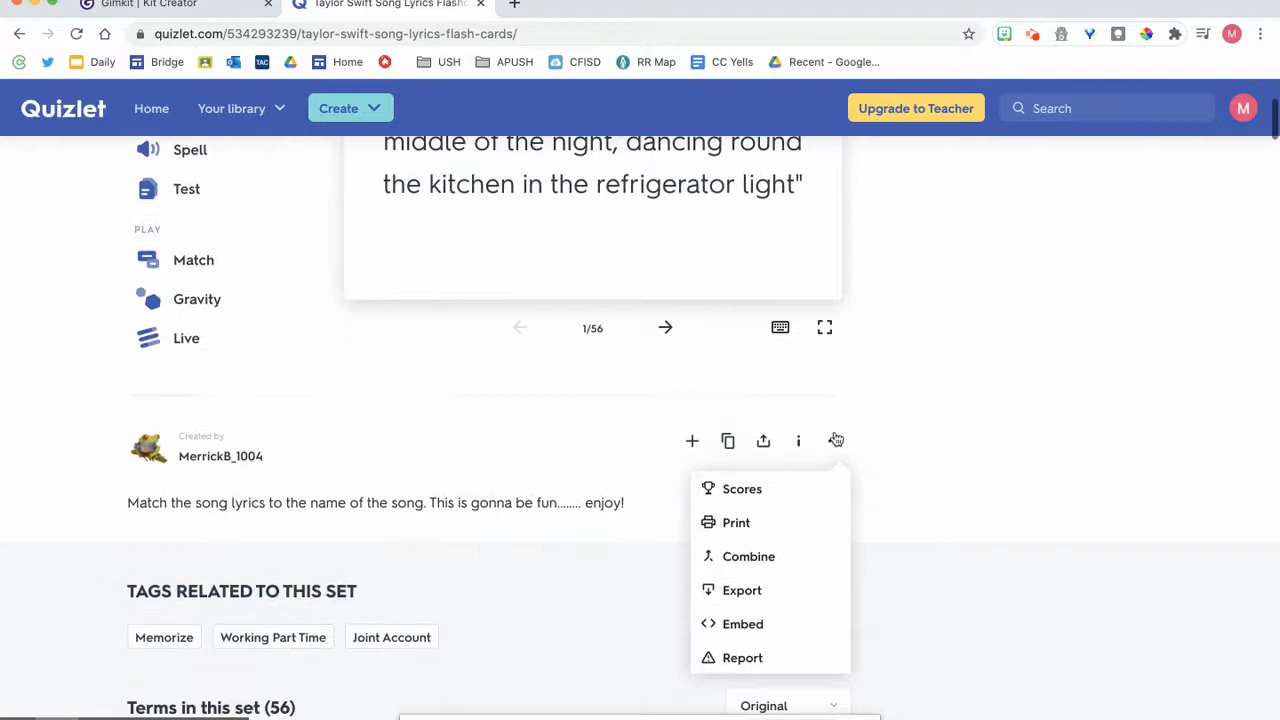 Gimkit | Kit Creator
Taylor Swift Song Lyrics Flashc
quizlet.com/534293239/taylor-swift-song-lyrics-flash-cards/
M
Daily
Bridge
TAC
Home
USH
APUSH
CFISD
RR Map
CC Yells
Recent - Google...
Quizlet
Home
Your library
Create
Upgrade to Teacher
Search
M
middle of the night, dancing round
the kitchen in the refrigerator light"
Spell
Test
PLAY
Match
Gravity
Live
1/56
Created by
MerrickB_1004
Scores
Print
Combine
Export
Embed
Report
Match the song lyrics to the name of the song. This is gonna be fun........ enjoy!
TAGS RELATED TO THIS SET
Memorize
Working Part Time
Joint Account
Terms in this set (56)
Original